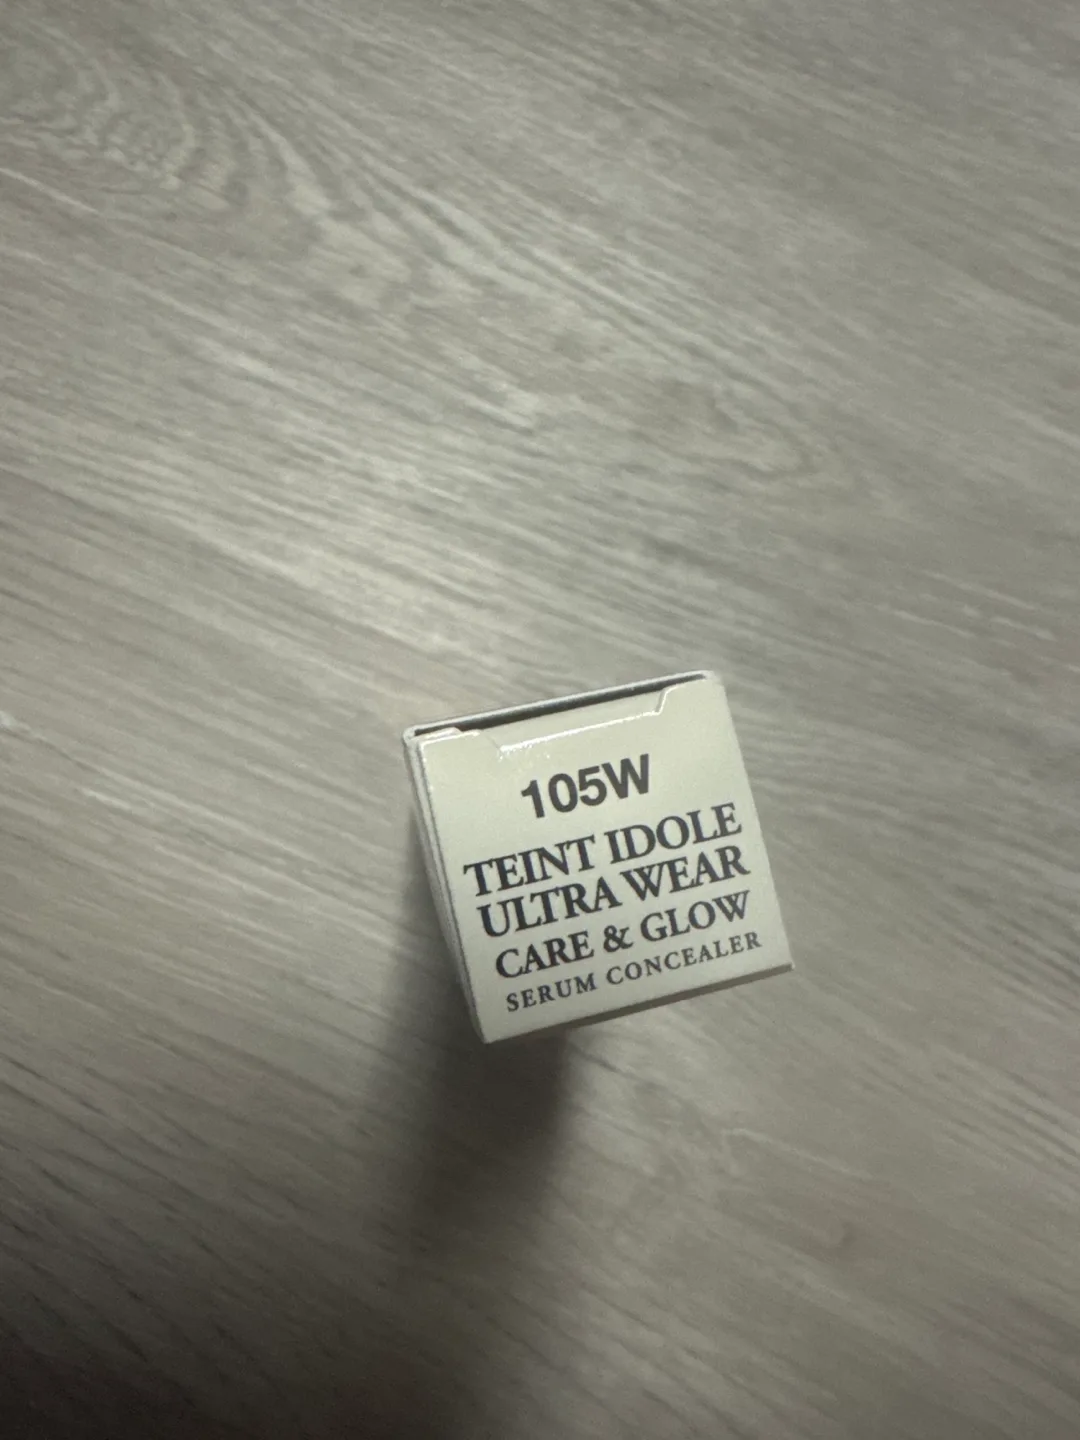 105W
TEINT IDOLE
ULTRA WEAR
CARE & GLOW
SERUM CONCEALER